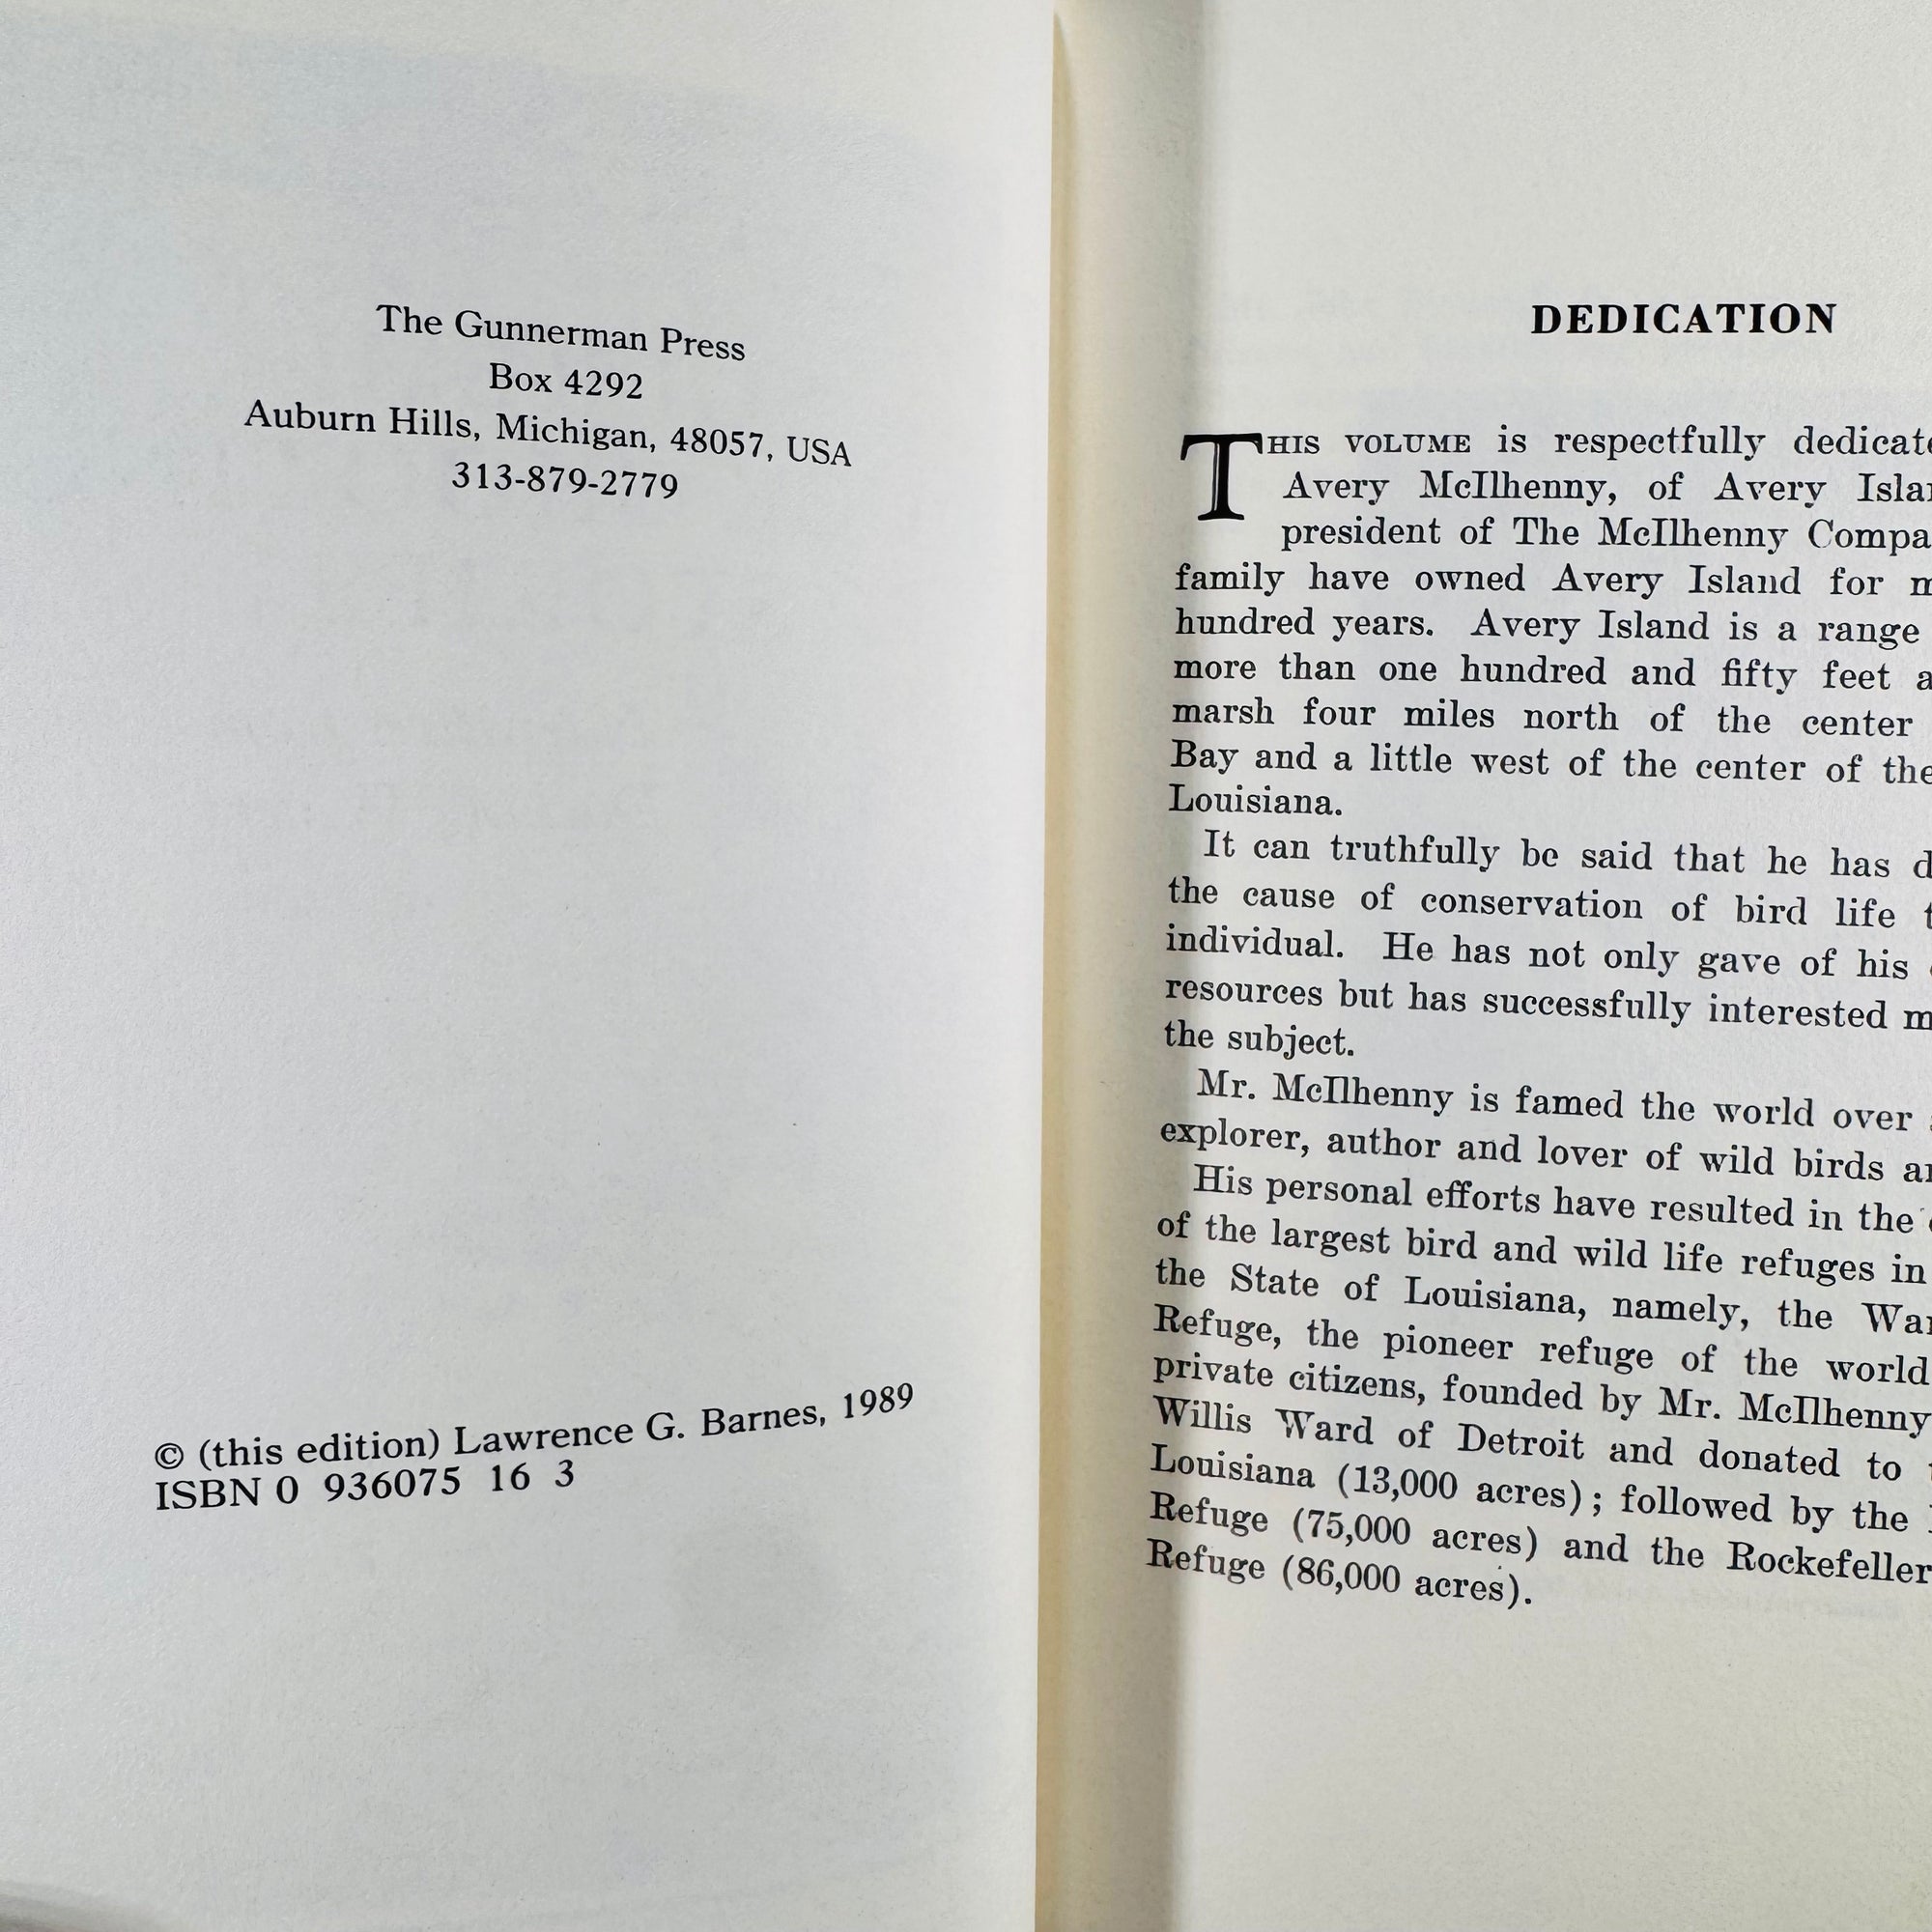 The Gunnerman Press
Box 4292
Auburn Hills, Michigan, 48057, USA
313-879-2779
© (this edition) Lawrence G. Barnes, 1989
ISBN 0 936075 16 3
DEDICATION
THIS VOLUME is respectfully
Avery McIlhenny, of Avery
president of The McIlhenny
family have owned Avery Island for
hundred years. Avery Island is a range
more than one hundred and fifty feet
marsh four miles north of the center
Bay and a little west of the center of the
Louisiana.
It can truthfully be said that he has
the cause of conservation of bird life
individual. He has not only gave of his
resources but has successfully interested
the subject.
Mr. McIlhenny is famed the world over
explorer, author and lover of wild birds
His personal efforts have resulted in the
of the largest bird and wild life refuges in
the State of Louisiana, namely, the
Refuge, the pioneer refuge of the world
private citizens, founded by Mr. McIlhenny
Willis Ward of Detroit and donated to
Louisiana (13,000 acres); followed by the
Refuge (75,000 acres) and the Rockefeller
Refuge (86,000 acres).